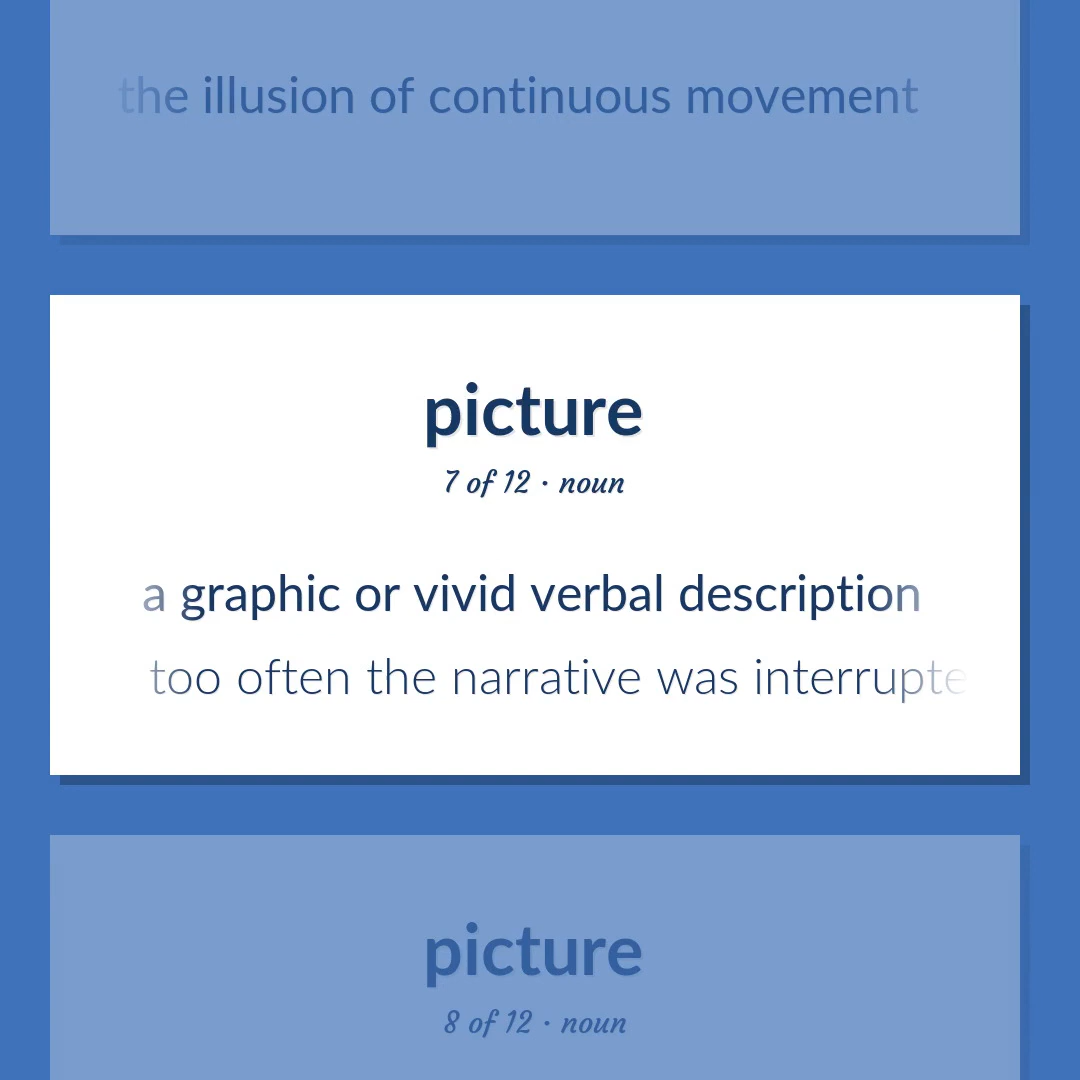 the illusion of continuous movement
picture
7 of 12 · noun
a graphic or vivid verbal description
too often the narrative was interrupte
picture
8 of 12 · noun